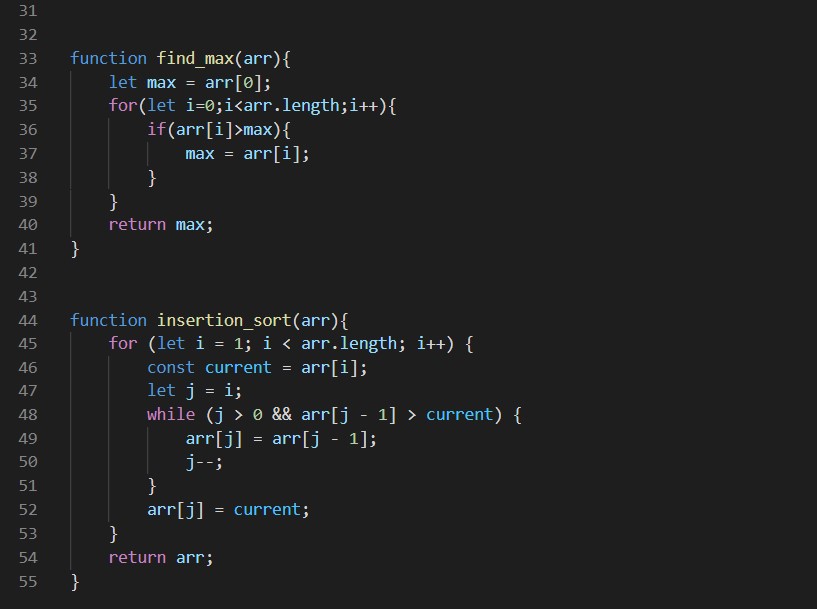 31
32
33 function find_max(arr){
34     let max = arr[0];
35     for(let i=0;i<arr.length;i++){
36         if(arr[i]>max){
37             max = arr[i];
38         }
39     }
40     return max;
41 }
42
43
44 function insertion_sort(arr){
45     for (let i = 1; i < arr.length; i++) {
46         const current = arr[i];
47         let j = i;
48         while (j > 0 && arr[j - 1] > current) {
49             arr[j] = arr[j - 1];
50             j--;
51         }
52         arr[j] = current;
53     }
54     return arr;
55 }